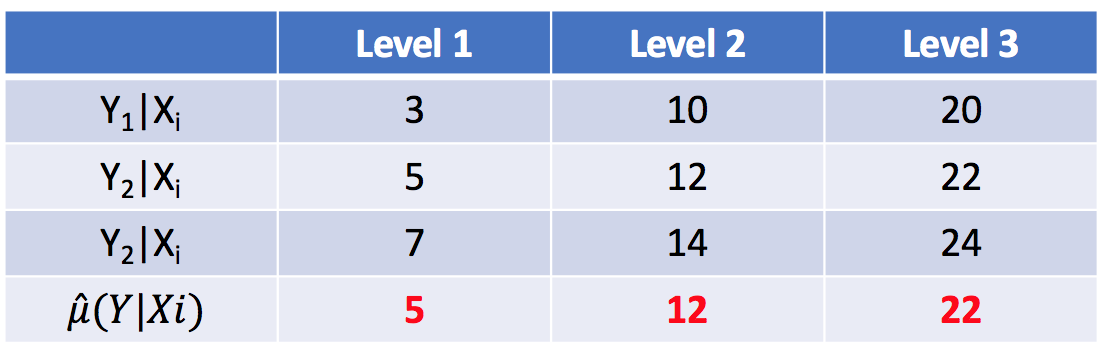 Level 1 Level 2 Level 3
Y₁|Xᵢ 3 10 20
Y₂|Xᵢ 5 12 22
Y₂|Xᵢ 7 14 24
μ̂(Y|Xi) 5 12 22